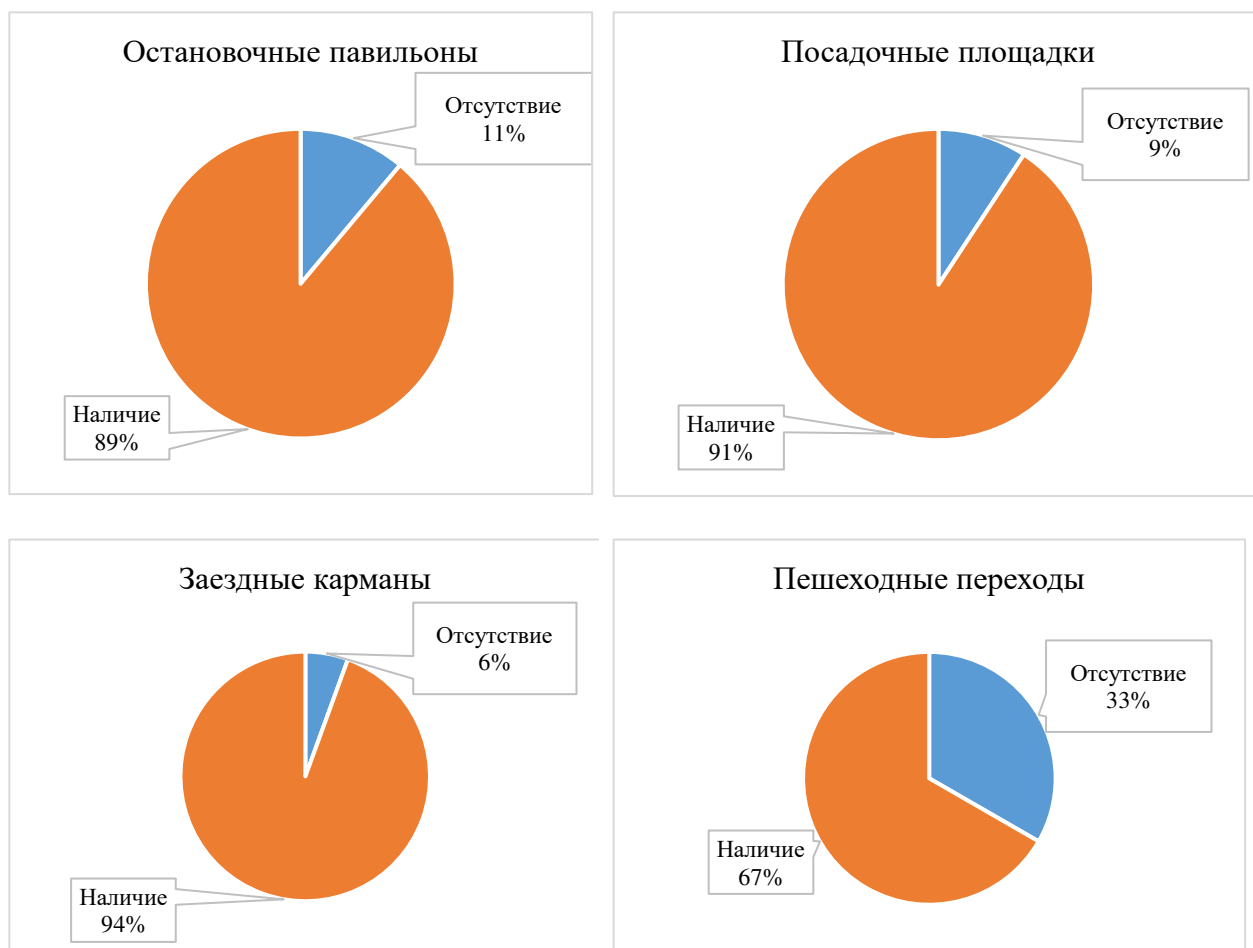 Остановочные павильоны
Отсутствие
11%
Наличие
89%
Посадочные площадки
Отсутствие
9%
Наличие
91%
Заездные карманы
Отсутствие
6%
Наличие
94%
Пешеходные переходы
Отсутствие
33%
Наличие
67%